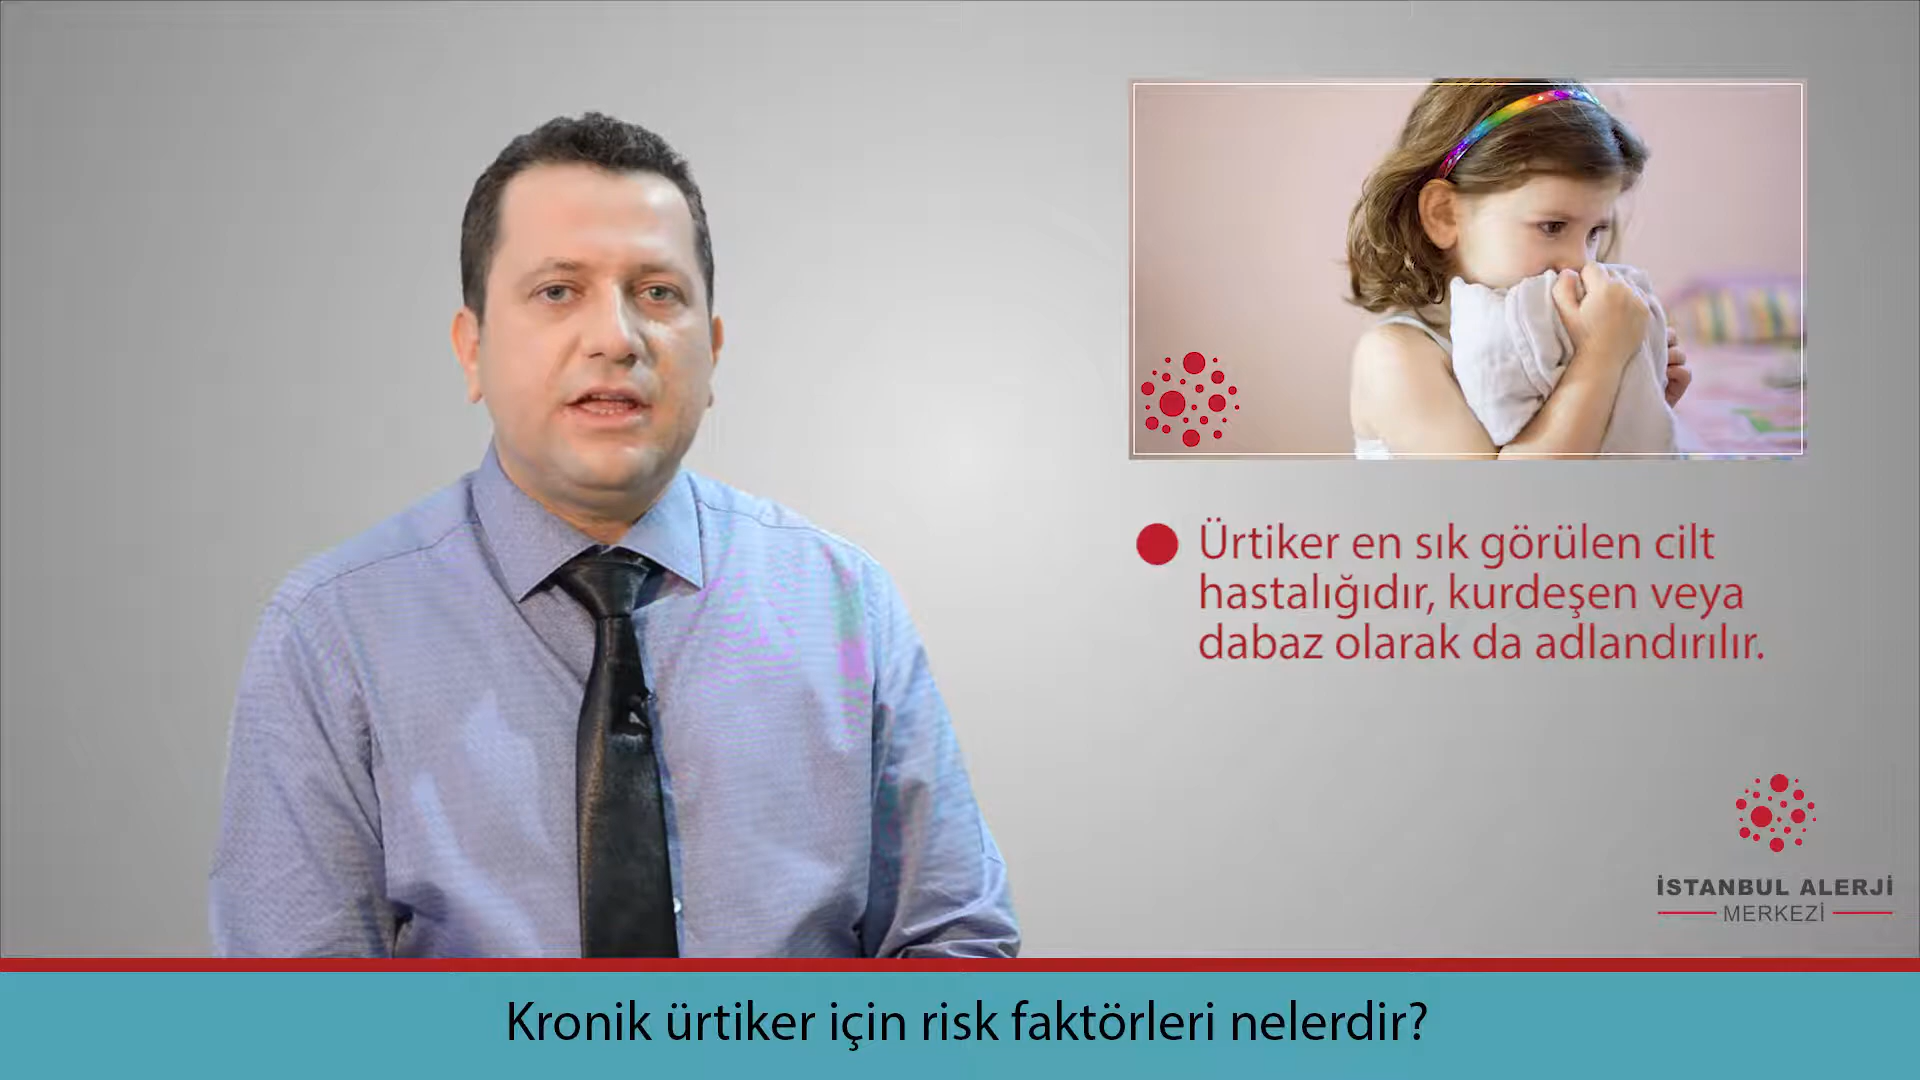 Ürtiker en sık görülen cilt
hastalığıdır, kurdeşen veya
dabaz olarak da adlandırılır.
İSTANBUL ALERJİ
MERKEZİ
Kronik ürtiker için risk faktörleri nelerdir?